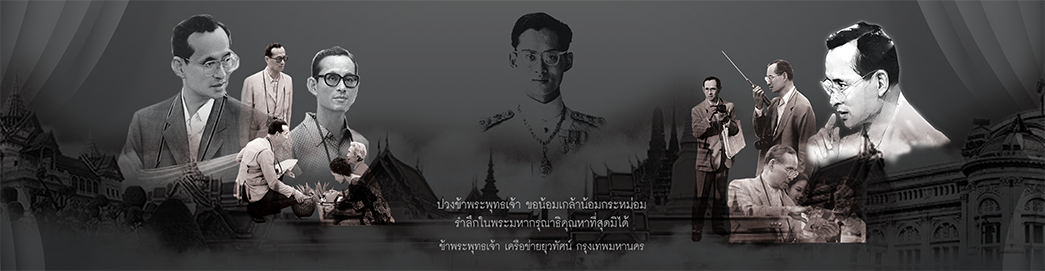 ปวงข้าพระพุทธเจ้า ขอน้อมเกล้าน้อมกระหม่อม
รำลึกในพระมหากรุณาธิคุณหาที่สุดมิได้
ข้าพระพุทธเจ้า เครือข่ายยุวทัศน์ กรุงเทพมหานคร